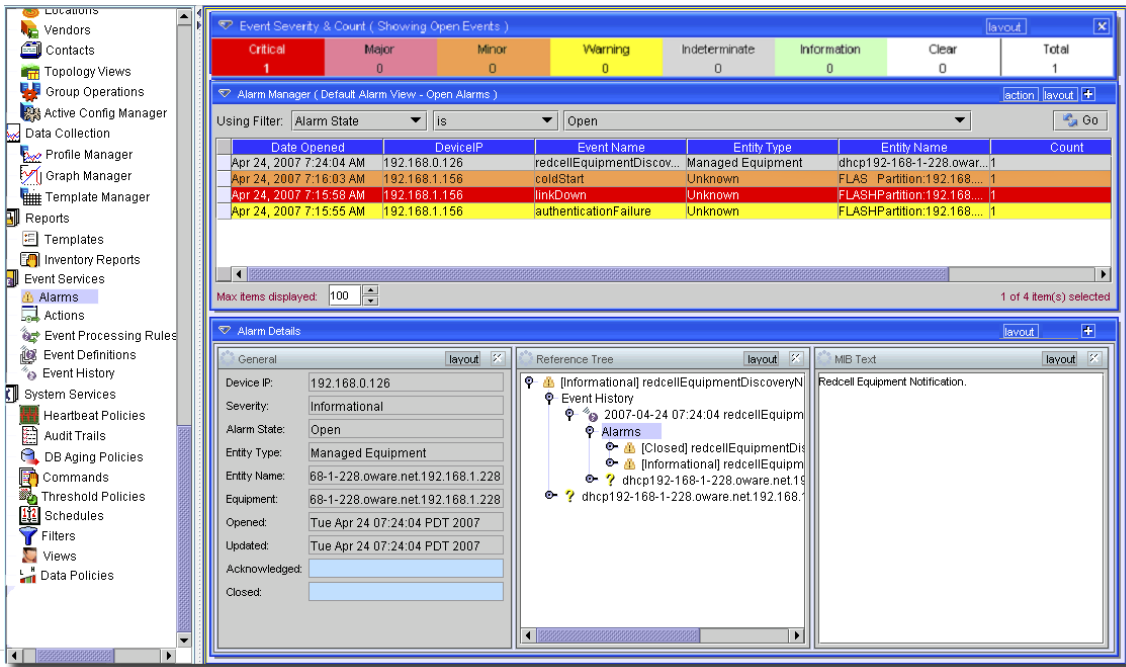 Locations
Vendors
Contacts
Topology Views
Group Operations
Active Config Manager
Data Collection
Profile Manager
Graph Manager
Template Manager
Reports
Templates
Inventory Reports
Event Services
Alarms
Actions
Event Processing Rules
Event Definitions
Event History
System Services
Heartbeat Policies
Audit Trails
DB Aging Policies
Commands
Threshold Policies
Schedules
Filters
Views
Data Policies
Event Severity & Count ( Showing Open Events ) layout
Critical Major Minor Warning Indeterminate Information Clear Total
1 0 0 0 0 0 0 1
Alarm Manager ( Default Alarm View - Open Alarms ) action layout
Using Filter: Alarm State is Open Go
Date Opened DeviceIP Event Name Entity Type Entity Name Count
Apr 24, 2007 7:24:04 AM 192.168.0.126 redcellEquipmentDiscov... Managed Equipment dhcp192-168-1-228.owar... 1
Apr 24, 2007 7:16:03 AM 192.168.1.156 coldStart Unknown FLAS Partition:192.168.... 1
Apr 24, 2007 7:15:58 AM 192.168.1.156 linkDown Unknown FLASHPartition:192.168.... 1
Apr 24, 2007 7:15:55 AM 192.168.1.156 authenticationFailure Unknown FLASHPartition:192.168.... 1
Max items displayed: 100 1 of 4 item(s) selected
Alarm Details layout
General layout
Device IP: 192.168.0.126
Severity: Informational
Alarm State: Open
Entity Type: Managed Equipment
Entity Name: 68-1-228.oware.net.192.168.1.228
Equipment: 68-1-228.oware.net.192.168.1.228
Opened: Tue Apr 24 07:24:04 PDT 2007
Updated: Tue Apr 24 07:24:04 PDT 2007
Acknowledged:
Closed:
Reference Tree layout
[Informational] redcellEquipmentDiscoveryN
Event History
2007-04-24 07:24:04 redcellEquipm
Alarms
[Closed] redcellEquipmentDis
[Informational] redcellEquipm
dhcp192-168-1-228.oware.net.19
dhcp192-168-1-228.oware.net.192.168.1
MIB Text layout
Redcell Equipment Notification.